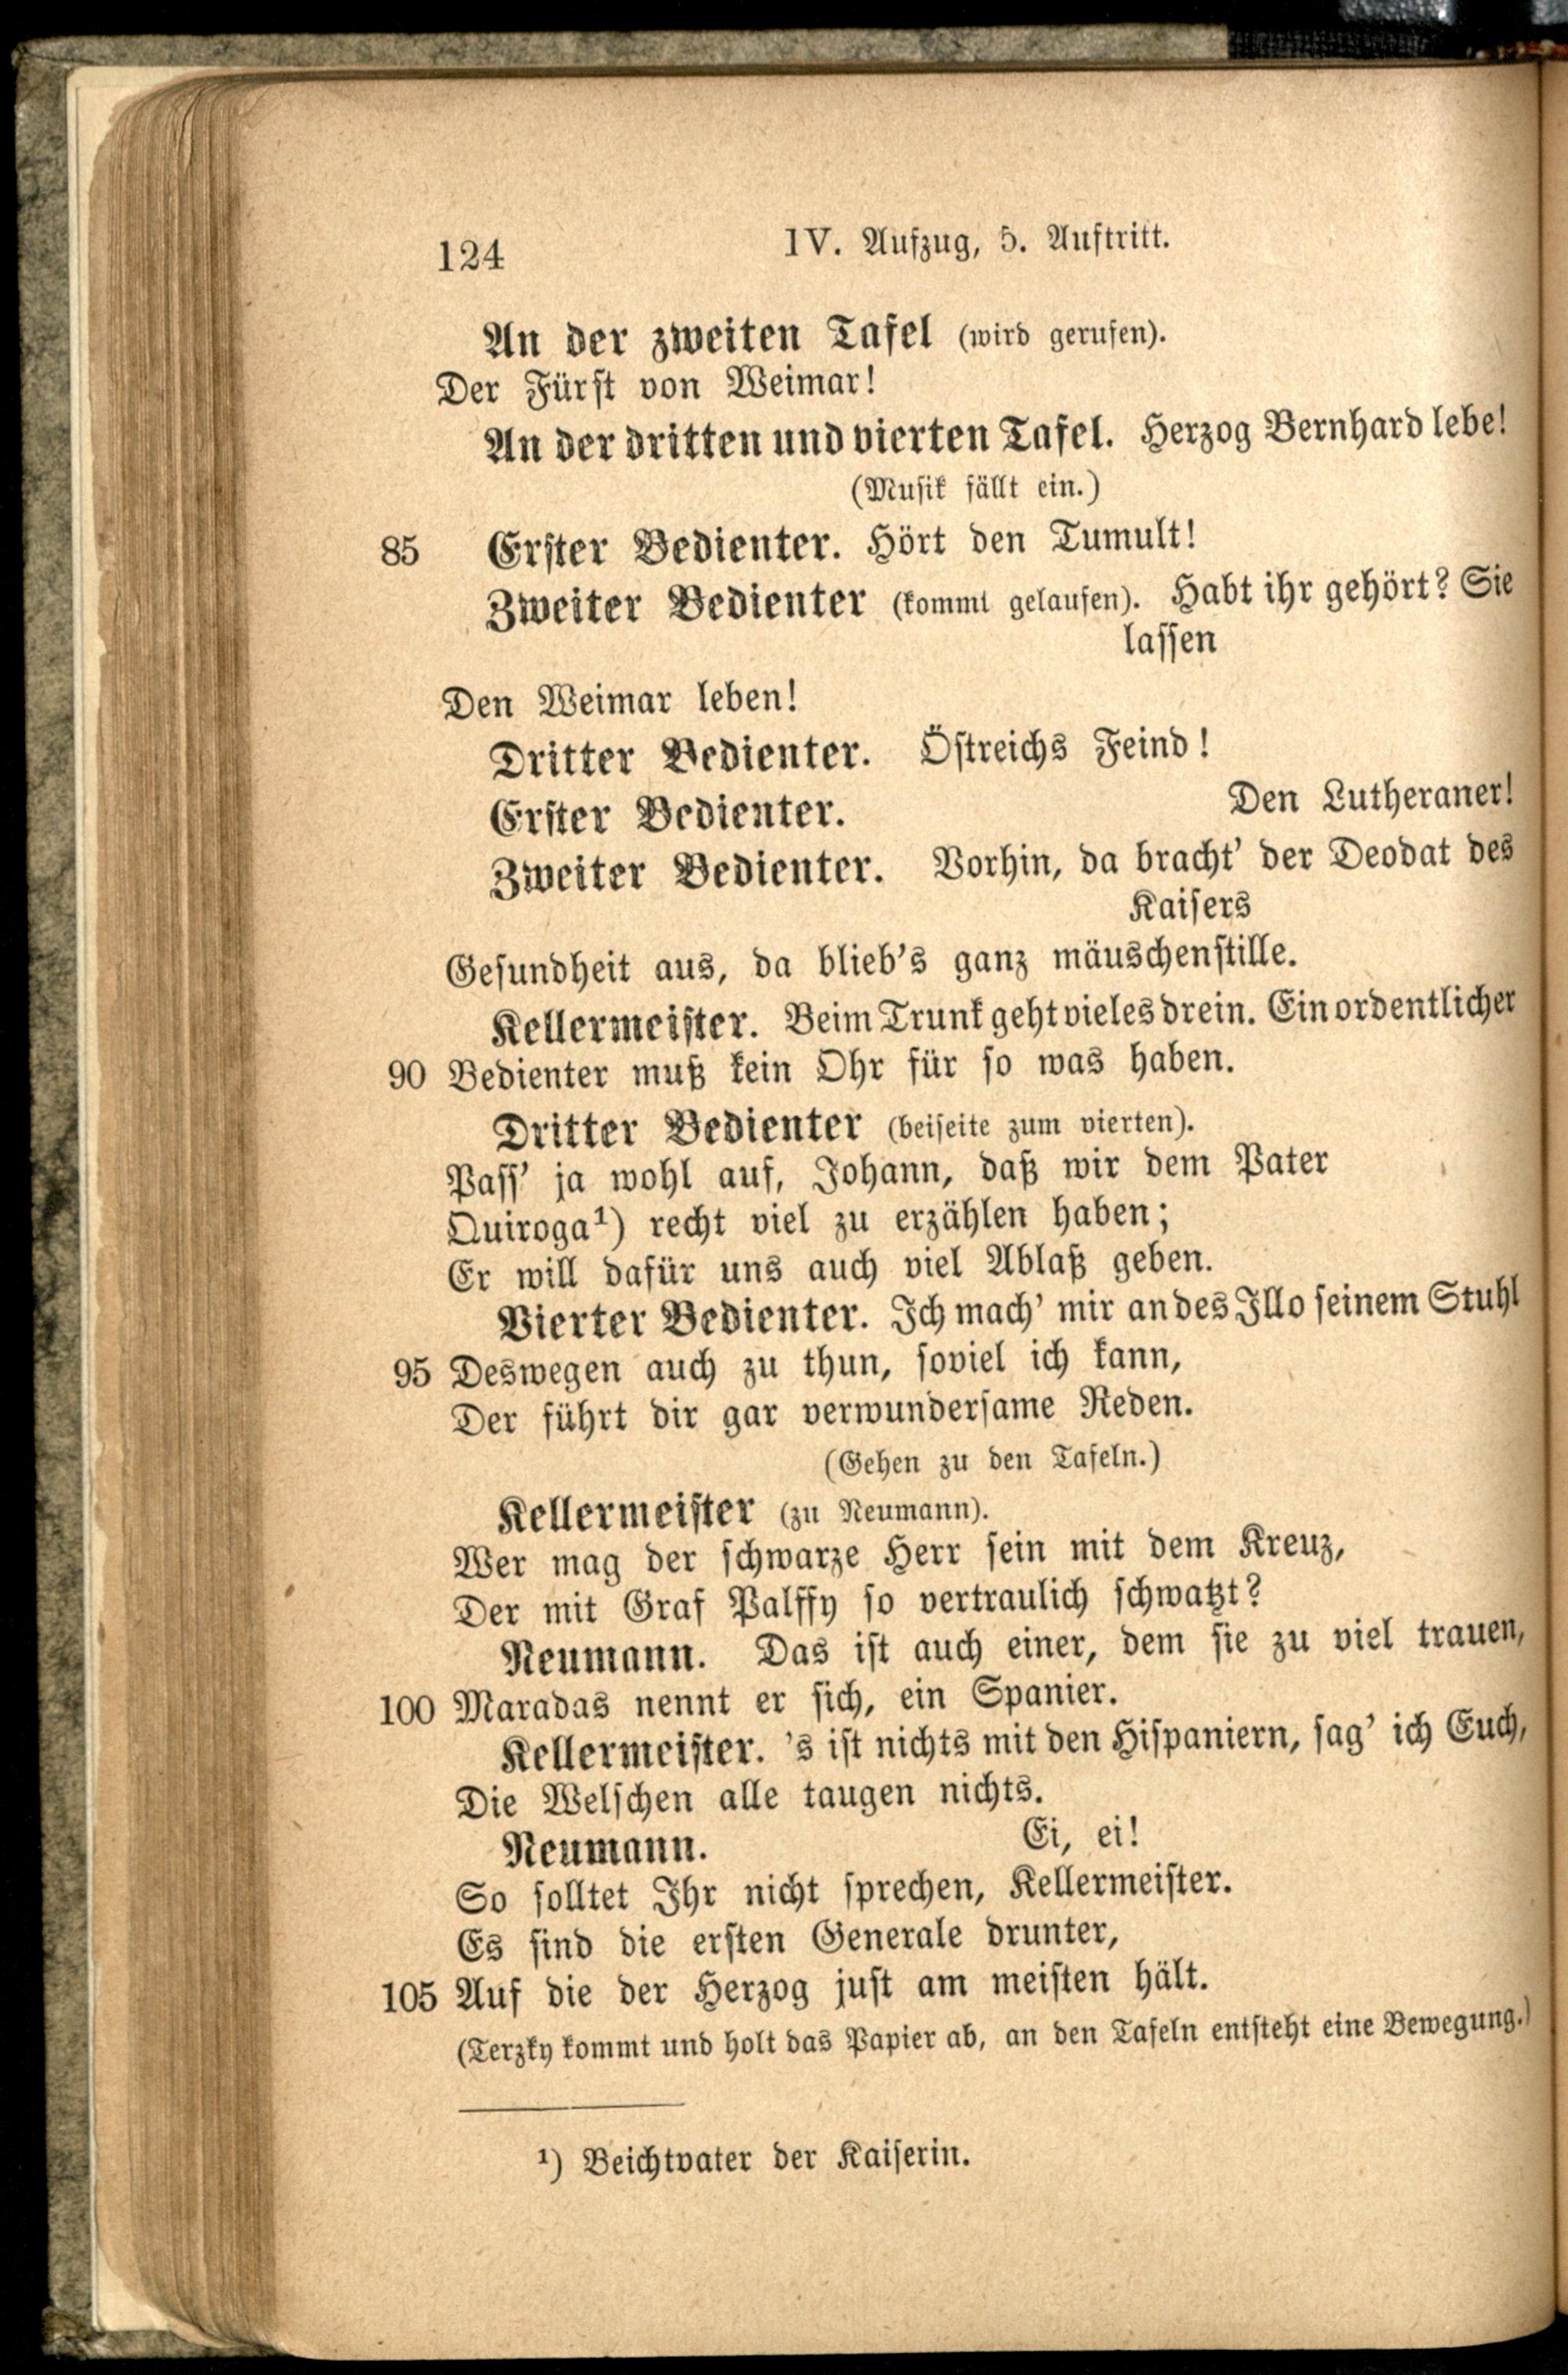 124 IV. Aufzug, 5. Auftritt.
An der zweiten Tafel (wird gerufen).
Der Fürst von Weimar!
An der dritten und vierten Tafel. Herzog Bernhard lebe!
(Musik fällt ein.)
85 Erster Bedienter. Hört den Tumult!
Zweiter Bedienter (kommt gelaufen). Habt ihr gehört? Sie
lassen
Den Weimar leben!
Dritter Bedienter. Östreichs Feind!
Erster Bedienter. Den Lutheraner!
Zweiter Bedienter. Vorhin, da bracht' der Deodat des
Kaisers
Gesundheit aus, da blieb's ganz mäuschenstille.
Kellermeister. Beim Trunk geht vieles drein. Ein ordentlicher
90 Bedienter muß kein Ohr für so was haben.
Dritter Bedienter (beiseite zum vierten).
Pass' ja wohl auf, Johann, daß wir dem Pater
Quiroga¹) recht viel zu erzählen haben;
Er will dafür uns auch viel Ablaß geben.
Vierter Bedienter. Ich mach' mir an des Illo seinem Stuhl
95 Deswegen auch zu thun, soviel ich kann,
Der führt dir gar verwundersame Reden.
(Gehen zu den Tafeln.)
Kellermeister (zu Neumann).
Wer mag der schwarze Herr sein mit dem Kreuz,
Der mit Graf Palffy so vertraulich schwatzt?
Neumann. Das ist auch einer, dem sie zu viel trauen,
100 Maradas nennt er sich, ein Spanier.
Kellermeister. 's ist nichts mit den Hispaniern, sag' ich Euch,
Die Welschen alle taugen nichts.
Neumann. Ei, ei!
So solltet Ihr nicht sprechen, Kellermeister.
Es sind die ersten Generale drunter,
105 Auf die der Herzog just am meisten hält.
(Terzky kommt und holt das Papier ab, an den Tafeln entsteht eine Bewegung.)
¹) Beichtvater der Kaiserin.